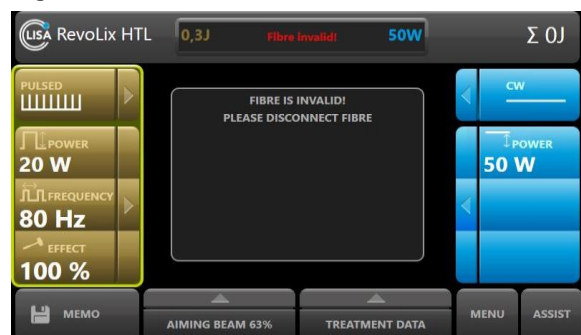 LISA RevoLix HTL
0,3J Fibre invalid! 50W
Σ 0J
PULSED
POWER
20 W
FREQUENCY
80 Hz
EFFECT
100 %
FIBRE IS INVALID!
PLEASE DISCONNECT FIBRE
CW
POWER
50 W
MEMO
AIMING BEAM 63%
TREATMENT DATA
MENU
ASSIST